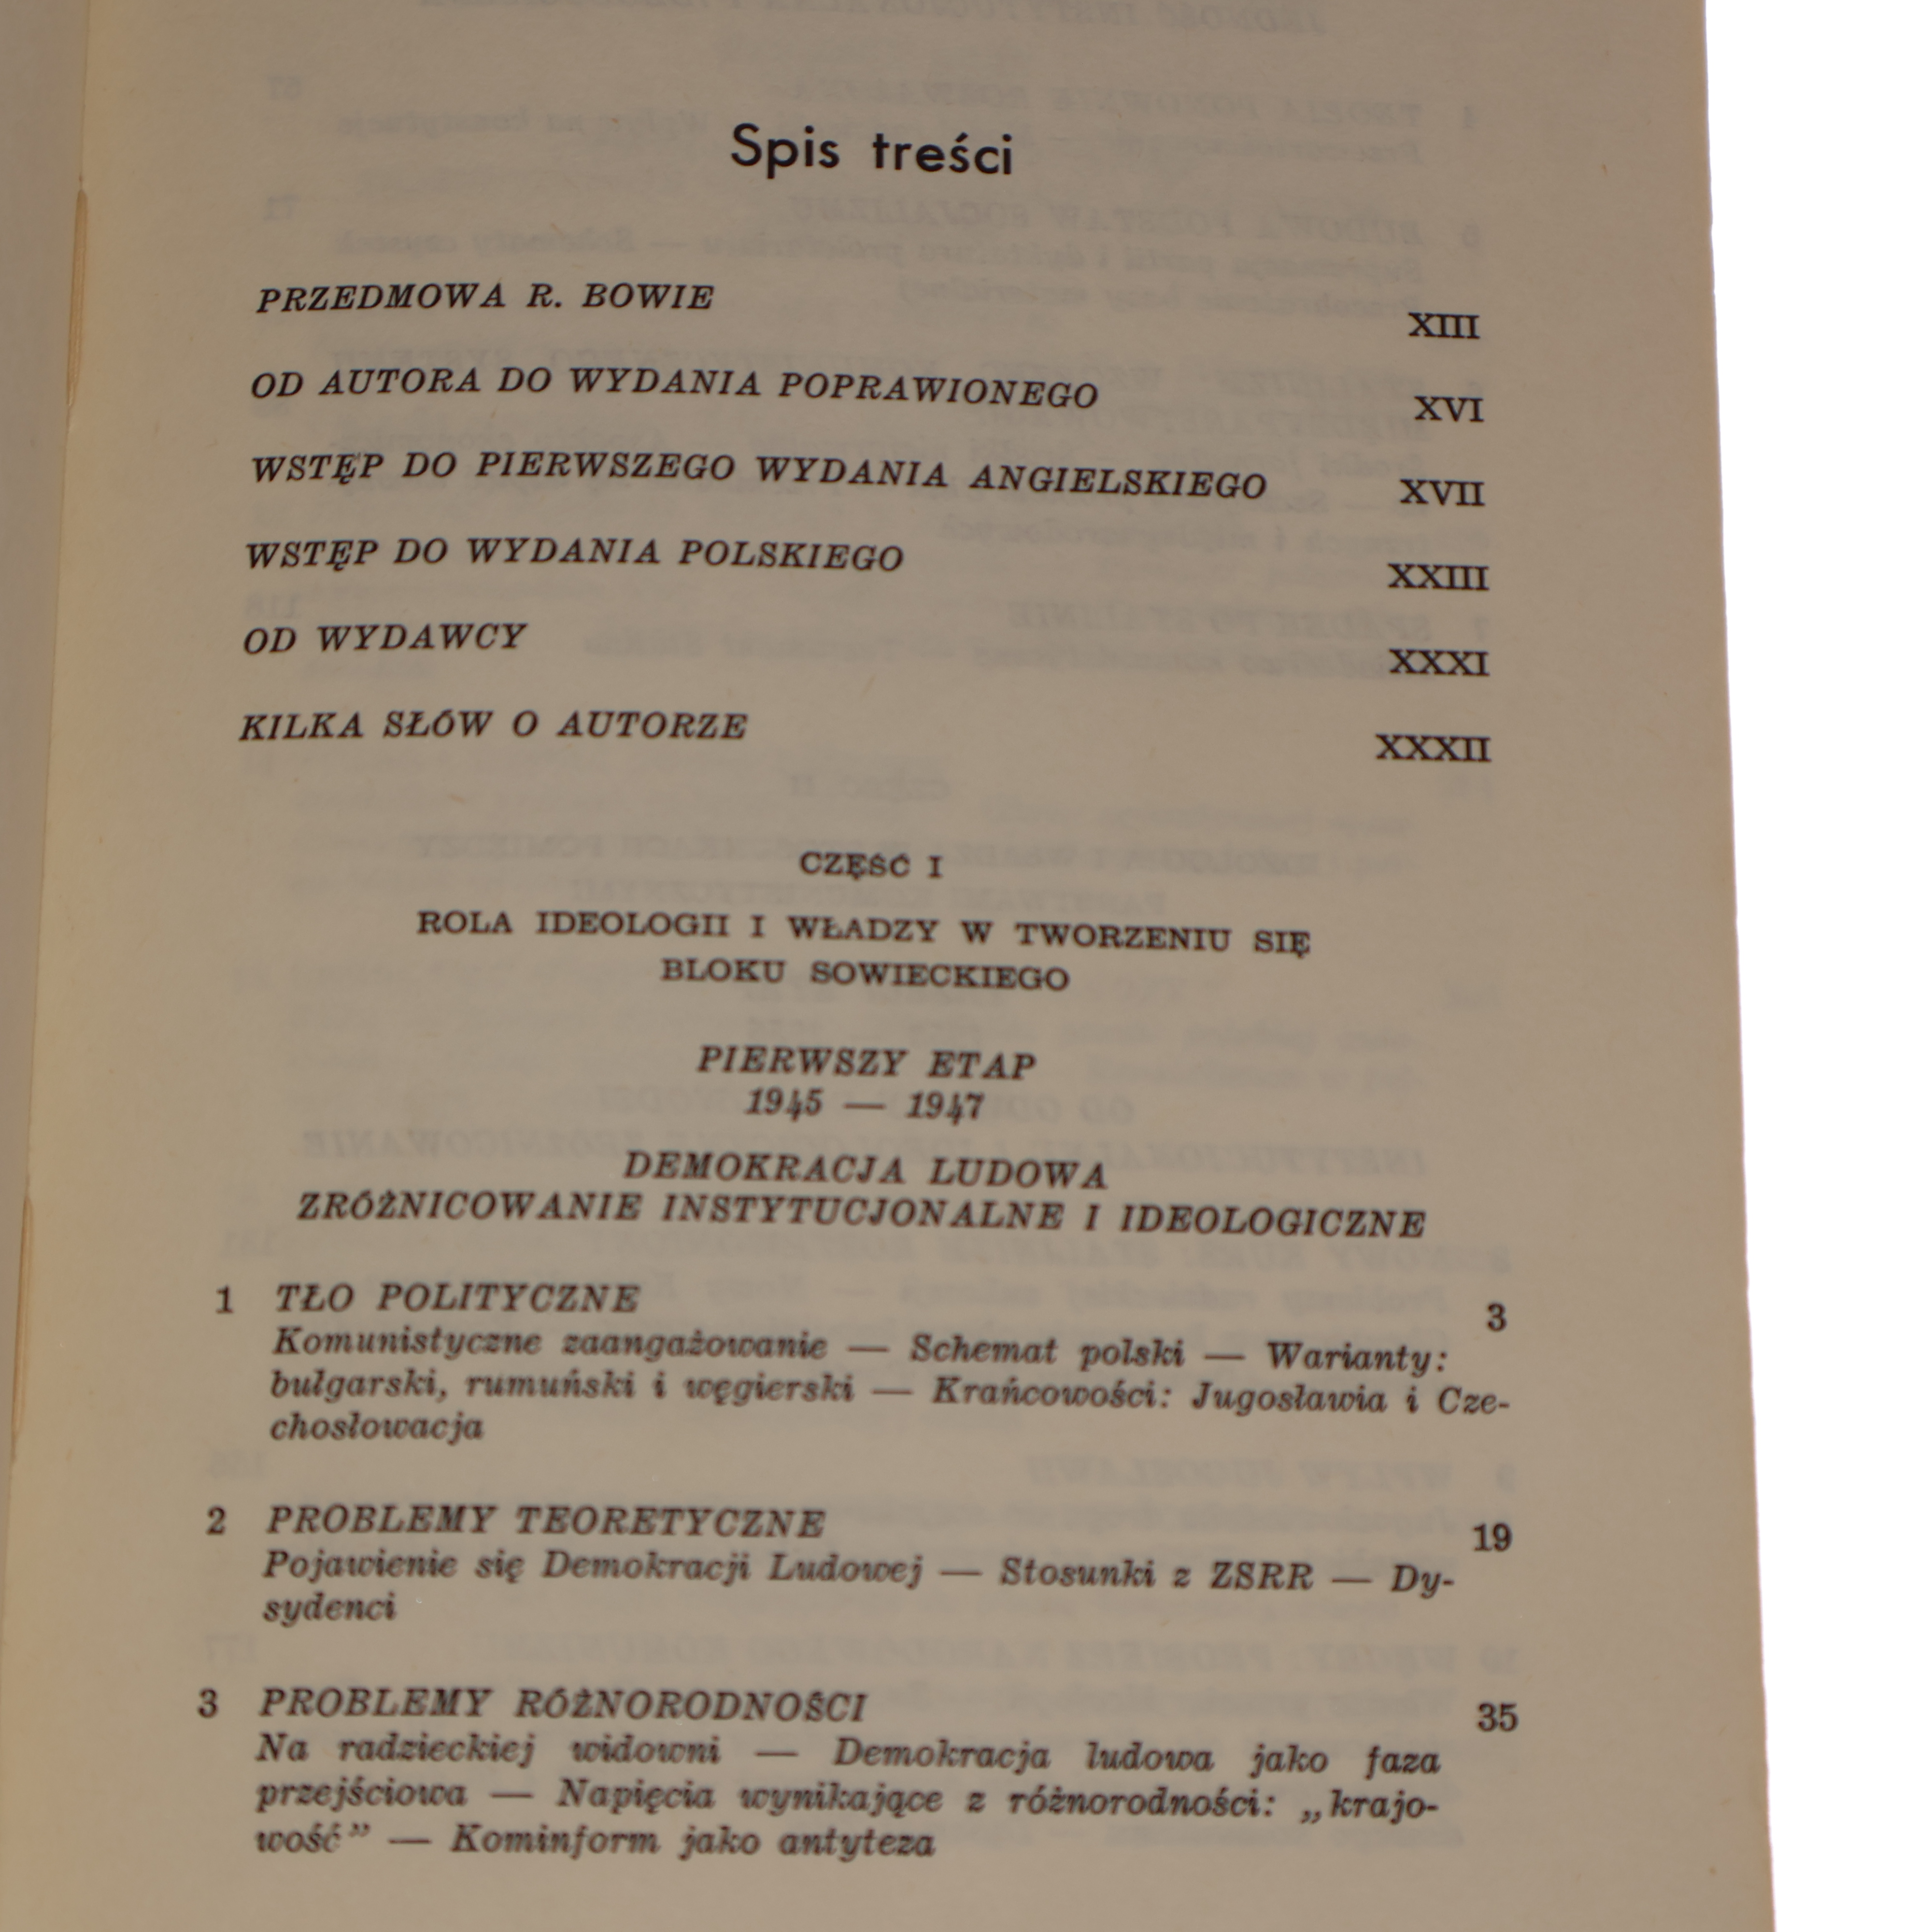 Spis treści
PRZEDMOWA R. BOWIE XIII
OD AUTORA DO WYDANIA POPRAWIONEGO XVI
WSTĘP DO PIERWSZEGO WYDANIA ANGIELSKIEGO XVII
WSTĘP DO WYDANIA POLSKIEGO XXIII
OD WYDAWCY XXXI
KILKA SŁÓW O AUTORZE XXXII
CZĘŚĆ I
ROLA IDEOLOGII I WŁADZY W TWORZENIU SIĘ
BLOKU SOWIECKIEGO
PIERWSZY ETAP
1945 — 1947
DEMOKRACJA LUDOWA
ZRÓŻNICOWANIE INSTYTUCJONALNE I IDEOLOGICZNE
1 TŁO POLITYCZNE 3
Komunistyczne zaangażowanie — Schemat polski — Warianty:
bułgarski, rumuński i węgierski — Krańcowości: Jugosławia i Cze-
chosłowacja
2 PROBLEMY TEORETYCZNE 19
Pojawienie się Demokracji Ludowej — Stosunki z ZSRR — Dy-
sydenci
3 PROBLEMY RÓŻNORODNOŚCI 35
Na radzieckiej widowni — Demokracja ludowa jako faza
przejściowa — Napięcia wynikające z różnorodności: „krajo-
wość” — Kominform jako antyteza